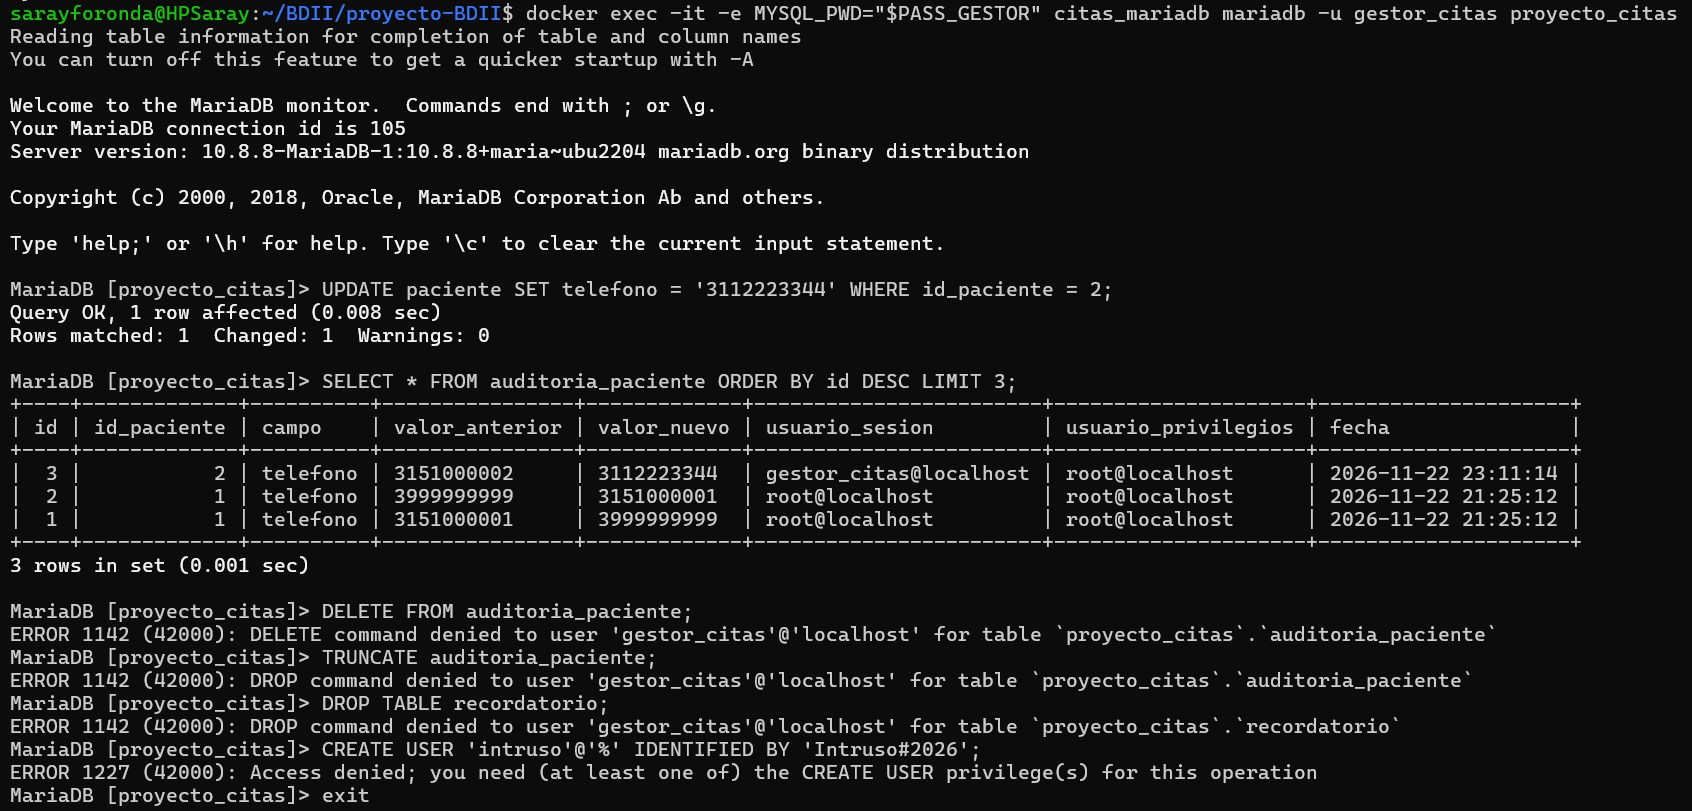 sarayforonda@HPSaray:~/BDII/proyecto-BDII$ docker exec -it -e MYSQL_PWD="$PASS_GESTOR" citas_mariadb mariadb -u gestor_citas proyecto_citas
Reading table information for completion of table and column names
You can turn off this feature to get a quicker startup with -A

Welcome to the MariaDB monitor.  Commands end with ; or \g.
Your MariaDB connection id is 105
Server version: 10.8.8-MariaDB-1:10.8.8+maria~ubu2204 mariadb.org binary distribution

Copyright (c) 2000, 2018, Oracle, MariaDB Corporation Ab and others.

Type 'help;' or '\h' for help. Type '\c' to clear the current input statement.

MariaDB [proyecto_citas]> UPDATE paciente SET telefono = '3112223344' WHERE id_paciente = 2;
Query OK, 1 row affected (0.008 sec)
Rows matched: 1  Changed: 1  Warnings: 0

MariaDB [proyecto_citas]> SELECT * FROM auditoria_paciente ORDER BY id DESC LIMIT 3;
+----+-------------+----------+----------------+-------------+------------------------+---------------------+---------------------+
| id | id_paciente | campo    | valor_anterior | valor_nuevo | usuario_sesion         | usuario_privilegios | fecha               |
+----+-------------+----------+----------------+-------------+------------------------+---------------------+---------------------+
|  3 |           2 | telefono | 3151000002     | 3112223344  | gestor_citas@localhost | root@localhost      | 2026-11-22 23:11:14 |
|  2 |           1 | telefono | 3999999999     | 3151000001  | root@localhost         | root@localhost      | 2026-11-22 21:25:12 |
|  1 |           1 | telefono | 3151000001     | 3999999999  | root@localhost         | root@localhost      | 2026-11-22 21:25:12 |
+----+-------------+----------+----------------+-------------+------------------------+---------------------+---------------------+
3 rows in set (0.001 sec)

MariaDB [proyecto_citas]> DELETE FROM auditoria_paciente;
ERROR 1142 (42000): DELETE command denied to user 'gestor_citas'@'localhost' for table `proyecto_citas`.`auditoria_paciente`
MariaDB [proyecto_citas]> TRUNCATE auditoria_paciente;
ERROR 1142 (42000): DROP command denied to user 'gestor_citas'@'localhost' for table `proyecto_citas`.`auditoria_paciente`
MariaDB [proyecto_citas]> DROP TABLE recordatorio;
ERROR 1142 (42000): DROP command denied to user 'gestor_citas'@'localhost' for table `proyecto_citas`.`recordatorio`
MariaDB [proyecto_citas]> CREATE USER 'intruso'@'%' IDENTIFIED BY 'Intruso#2026';
ERROR 1227 (42000): Access denied; you need (at least one of) the CREATE USER privilege(s) for this operation
MariaDB [proyecto_citas]> exit